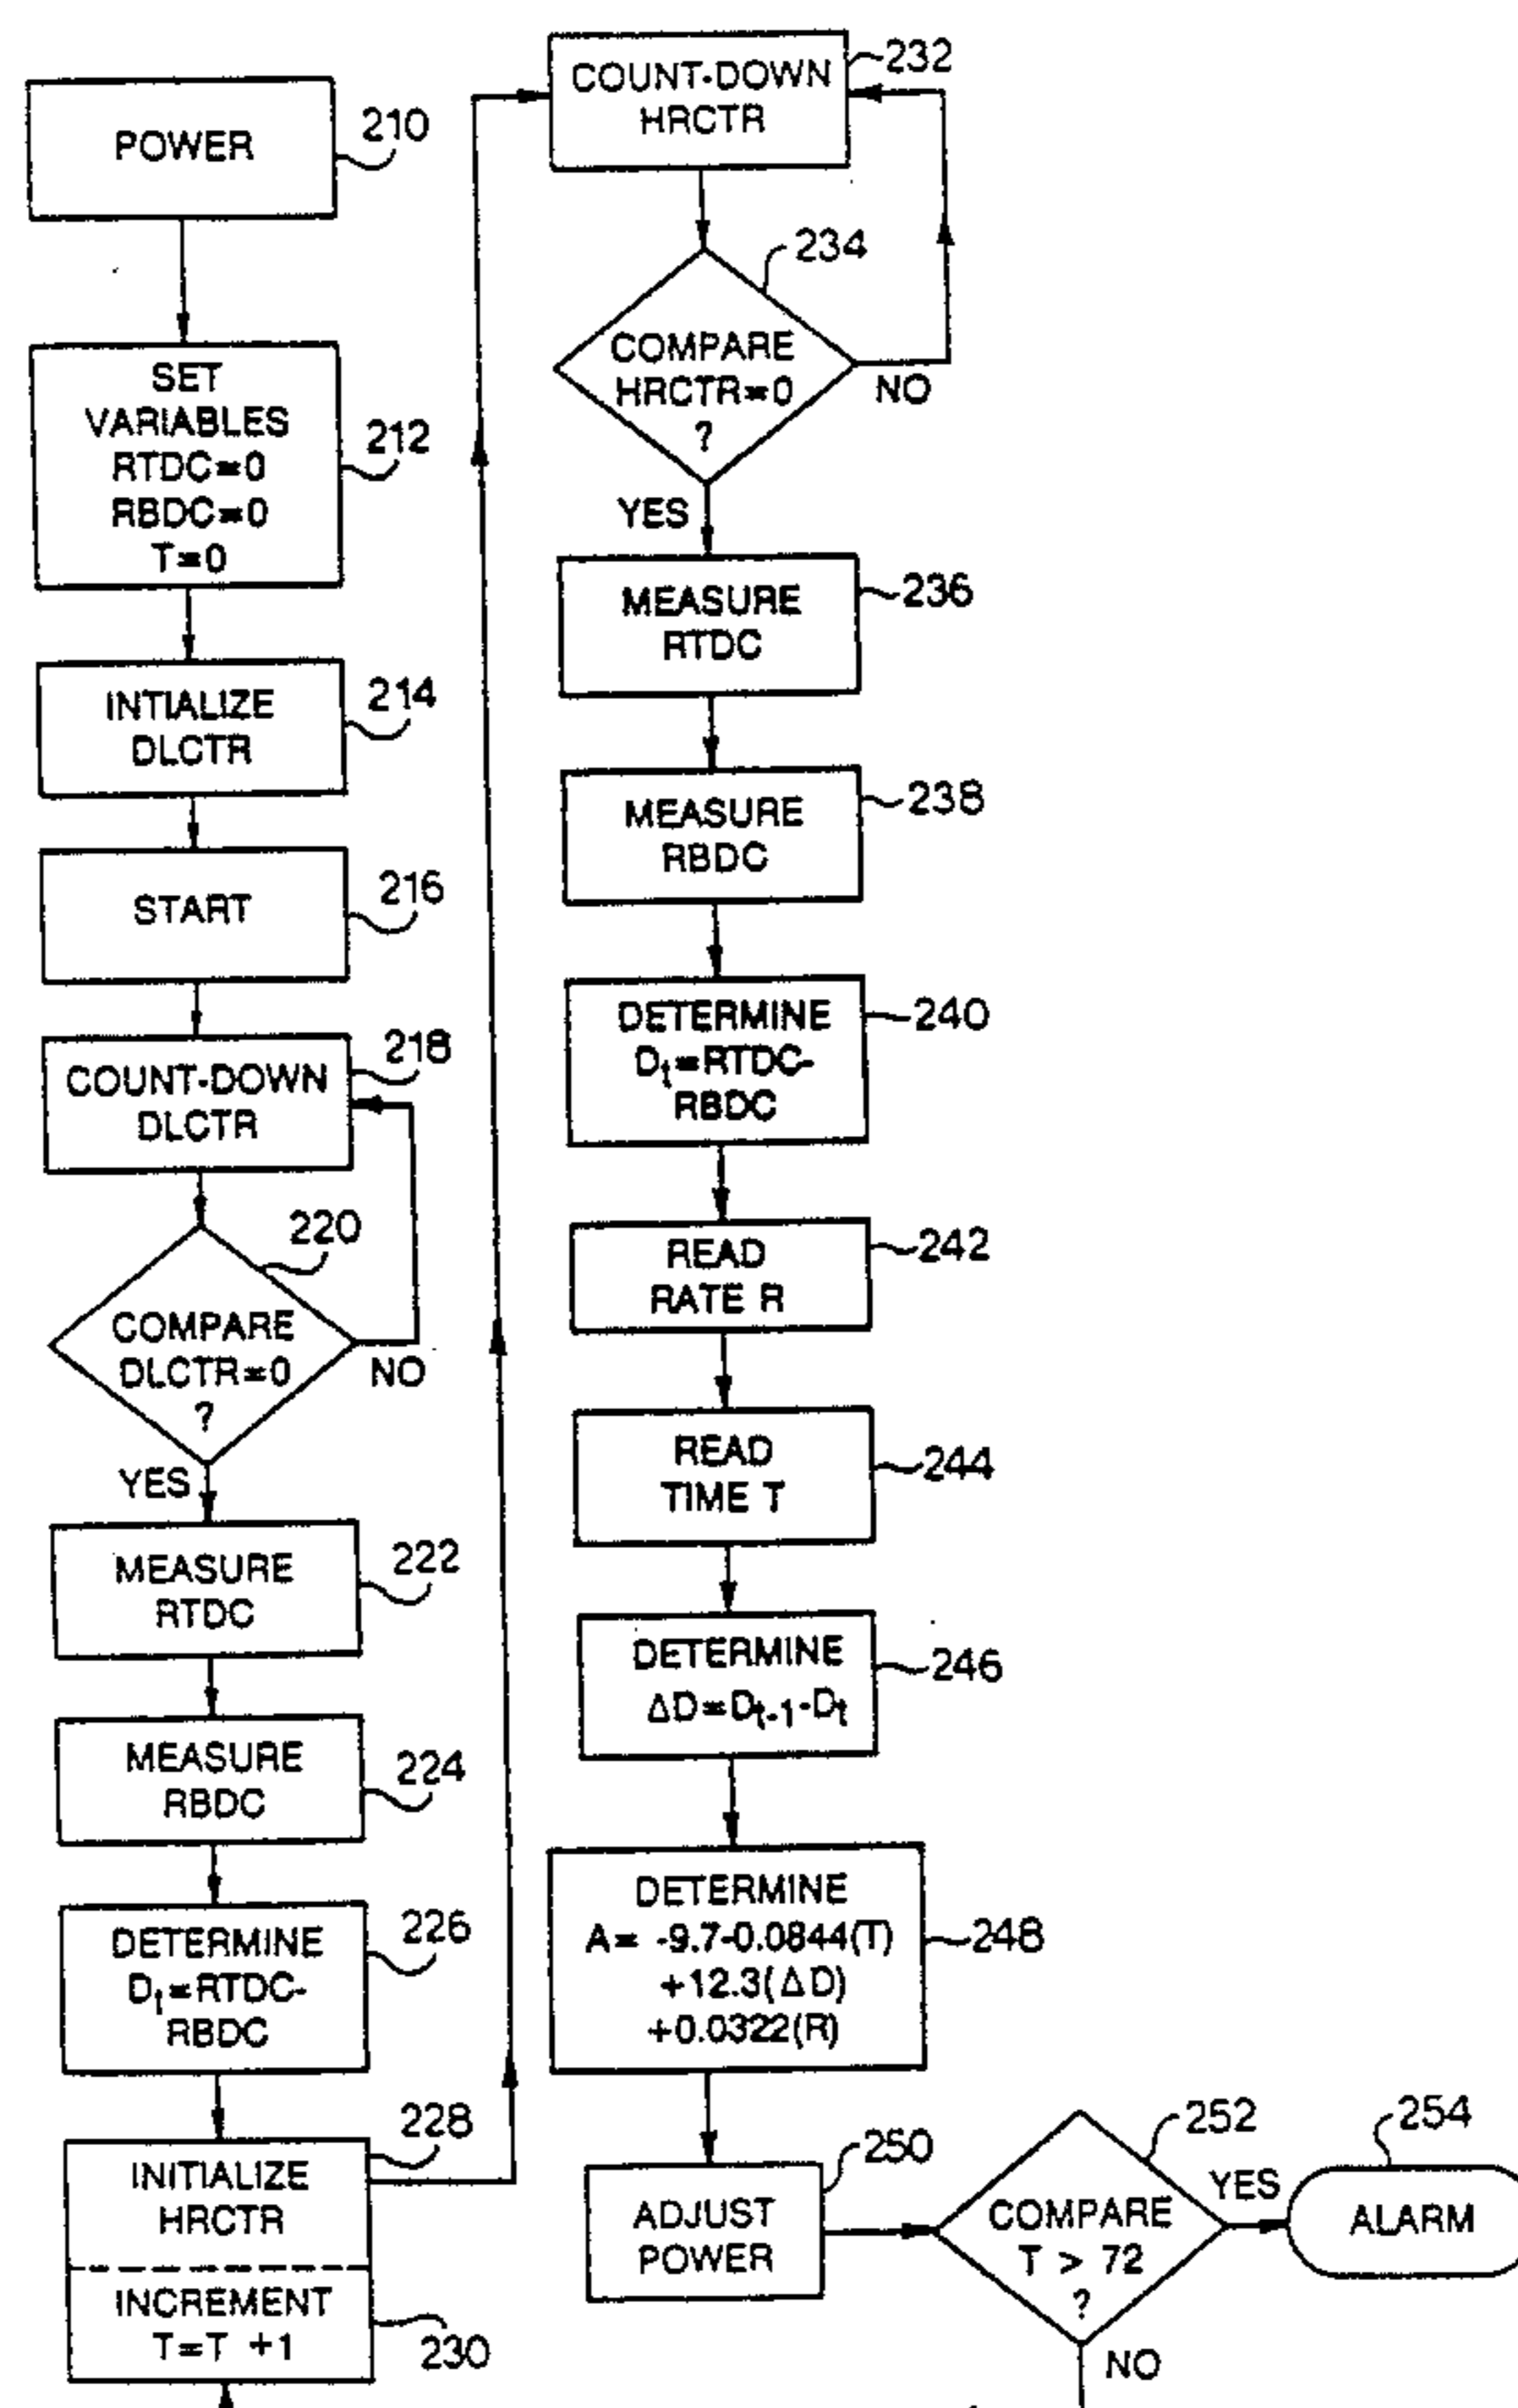 POWER
210
SET
VARIABLES
RTDC=0
RBDC=0
T=0
212
INTIALIZE
DLCTR
214
START
216
COUNT-DOWN
DLCTR
218
COMPARE
DLCTR=0
?
220
NO
YES
MEASURE
RTDC
222
MEASURE
RBDC
224
DETERMINE
Dt=RTDC-
RBDC
226
INITIALIZE
HRCTR
228
INCREMENT
T=T +1
230
COUNT-DOWN
HRCTR
232
COMPARE
HRCTR=0
?
234
NO
YES
MEASURE
RTDC
236
MEASURE
RBDC
238
DETERMINE
Dt=RTDC-
RBDC
240
READ
RATE R
242
READ
TIME T
244
DETERMINE
ΔD=Dt-1-Dt
246
DETERMINE
A= -9.7-0.0844(T)
+12.3(ΔD)
+0.0322(R)
248
ADJUST
POWER
250
COMPARE
T > 72
?
252
YES
NO
ALARM
254